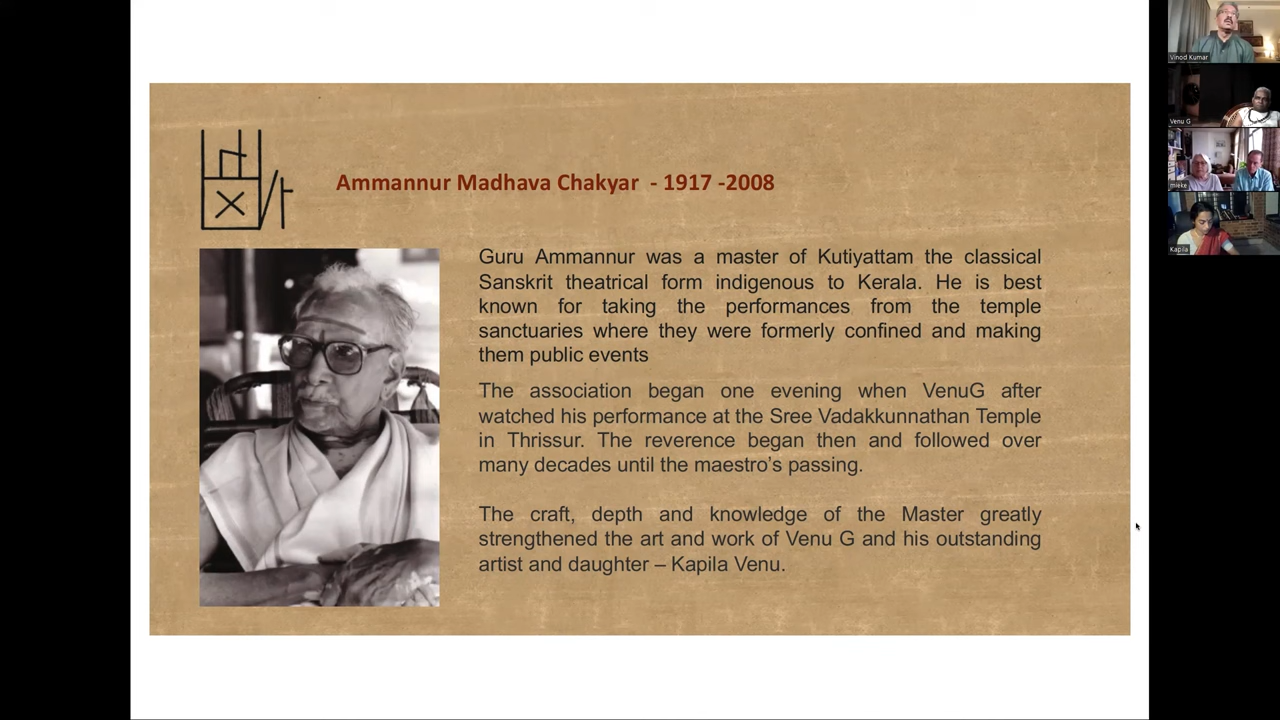 Ammannur Madhava Chakyar - 1917 -2008
Guru Ammannur was a master of Kutiyattam the classical
Sanskrit theatrical form indigenous to Kerala. He is best
known for taking the performances from the temple
sanctuaries where they were formerly confined and making
them public events
The association began one evening when VenuG after
watched his performance at the Sree Vadakkunnathan Temple
in Thrissur. The reverence began then and followed over
many decades until the maestro's passing.
The craft, depth and knowledge of the Master greatly
strengthened the art and work of Venu G and his outstanding
artist and daughter – Kapila Venu.
Vinod Kumar
Venu G
mieke
Kapila